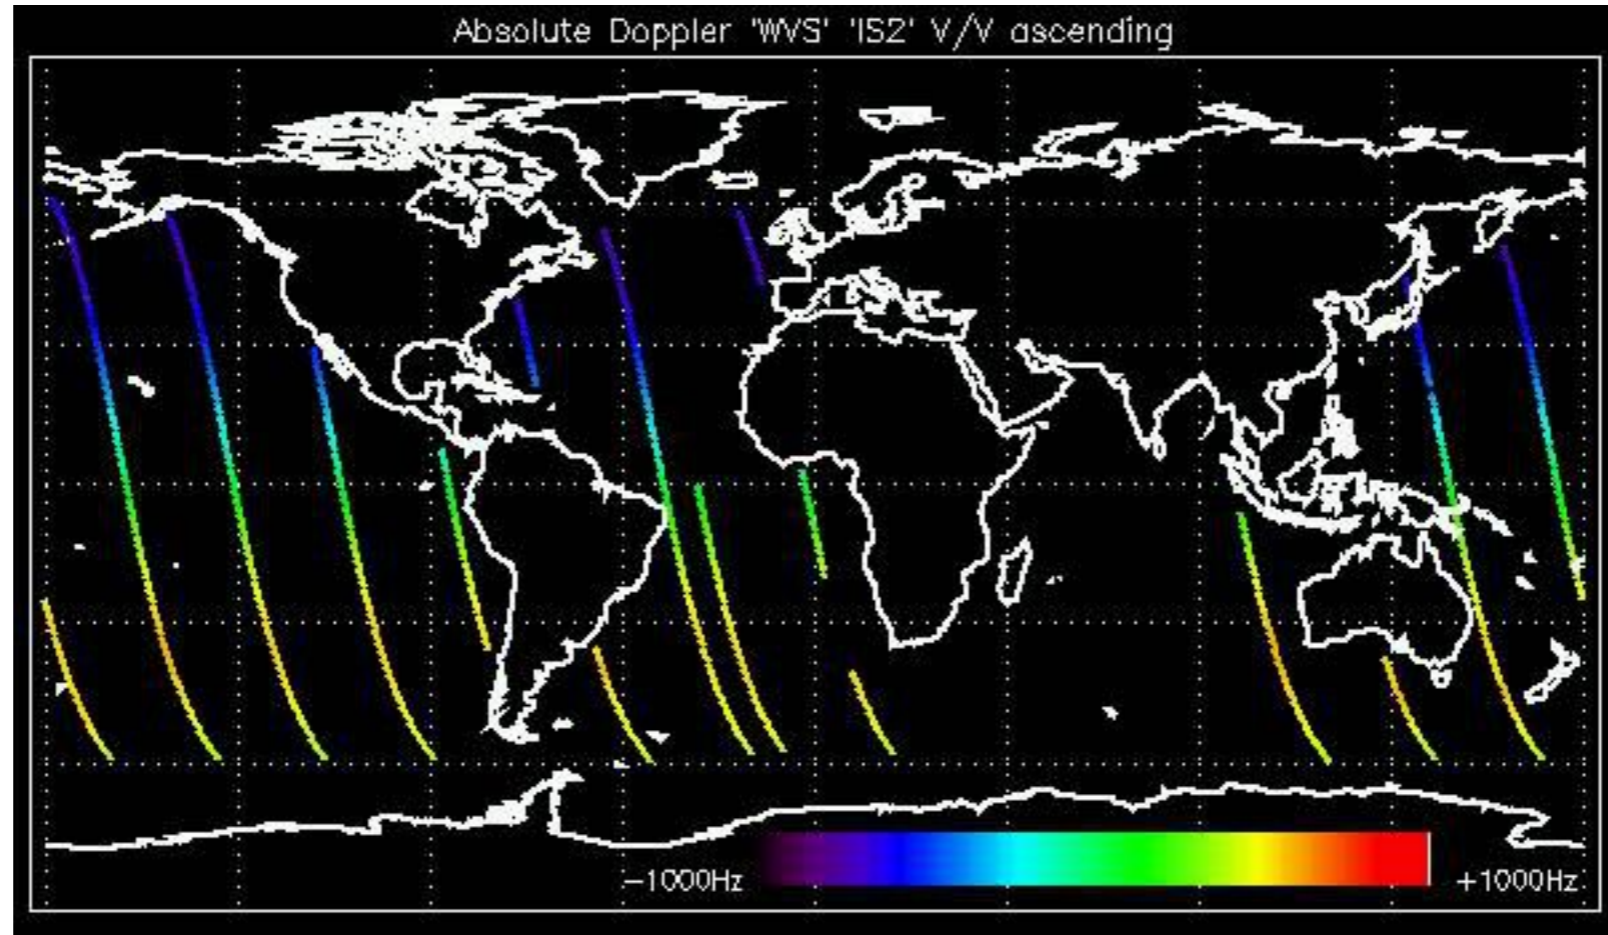 Absolute Doppler 'WVS' 'IS2' V/V ascending
−1000Hz
+1000Hz